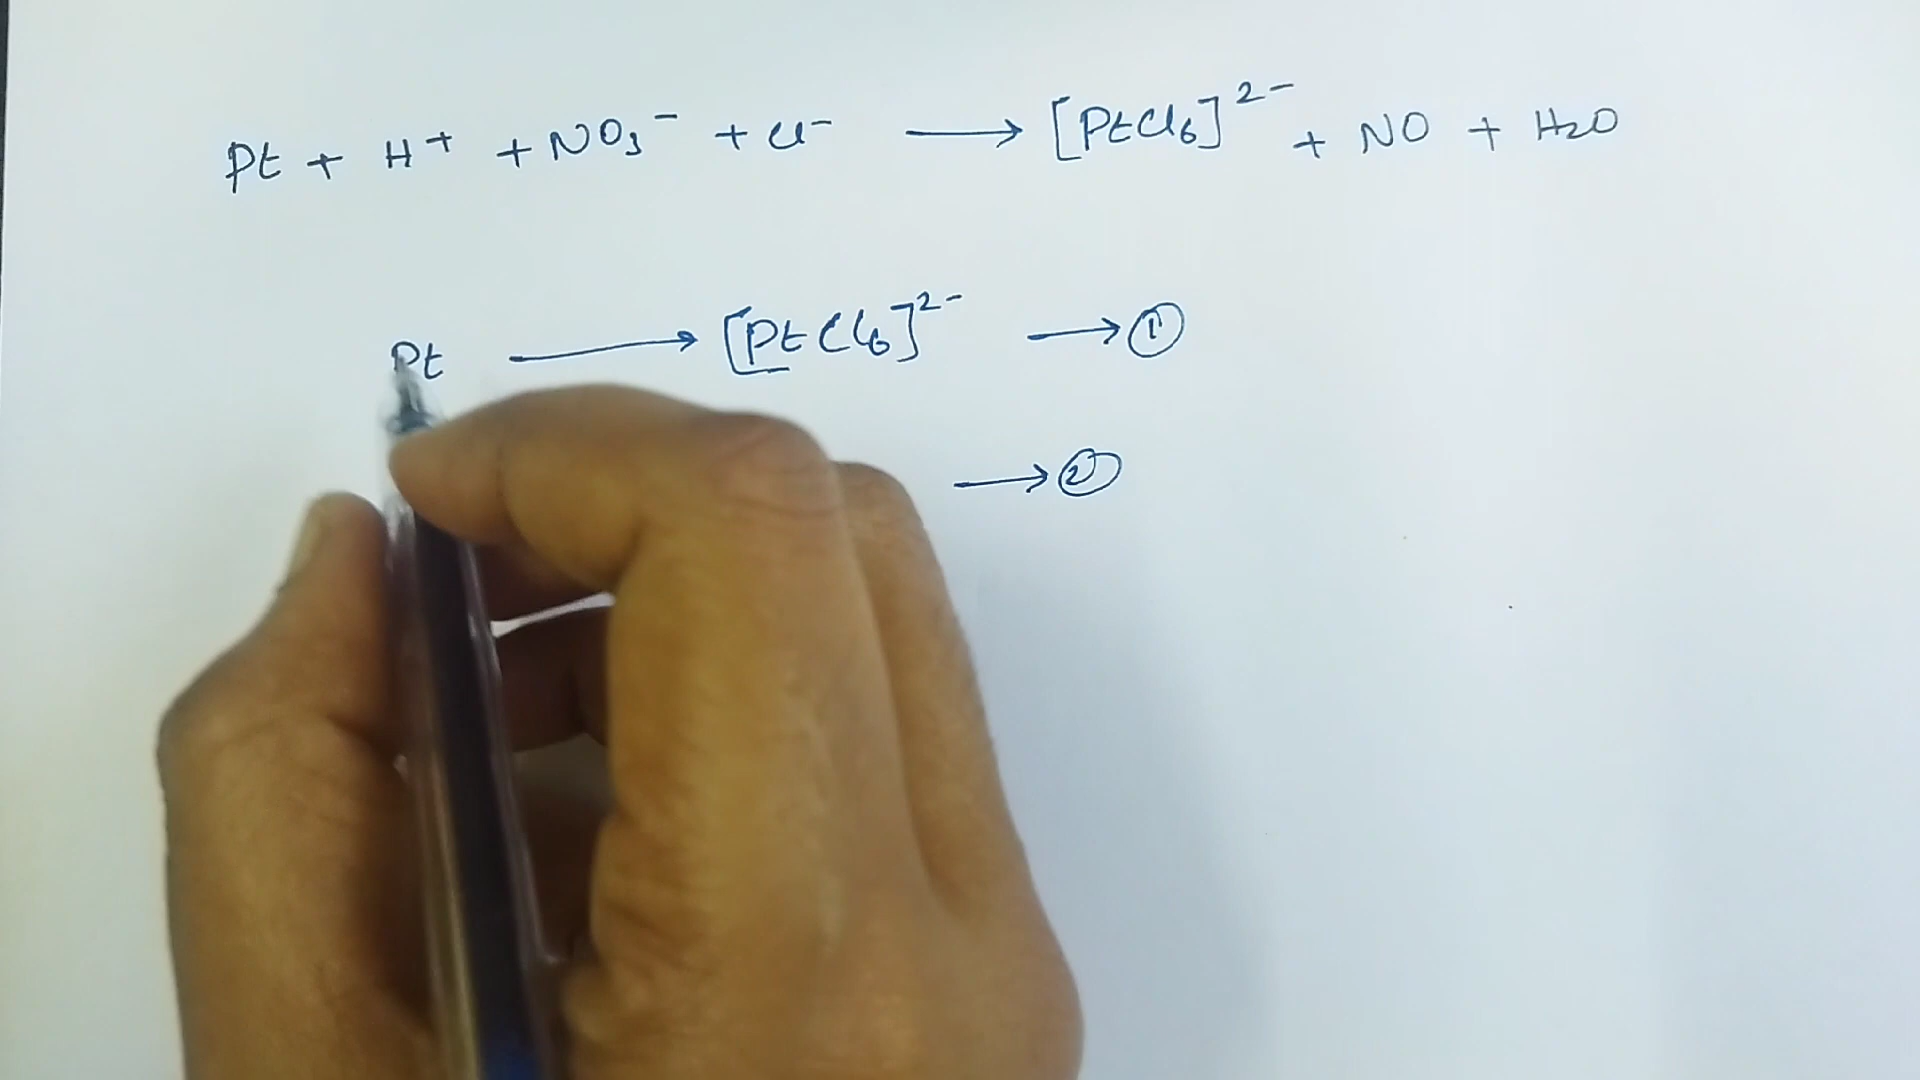 Pt + H⁺ + NO₃⁻ + Cl⁻ ⟶ [PtCl₆]²⁻ + NO + H₂O
Pt ⟶ [PtCl₆]²⁻ ⟶ ①
⟶ ②